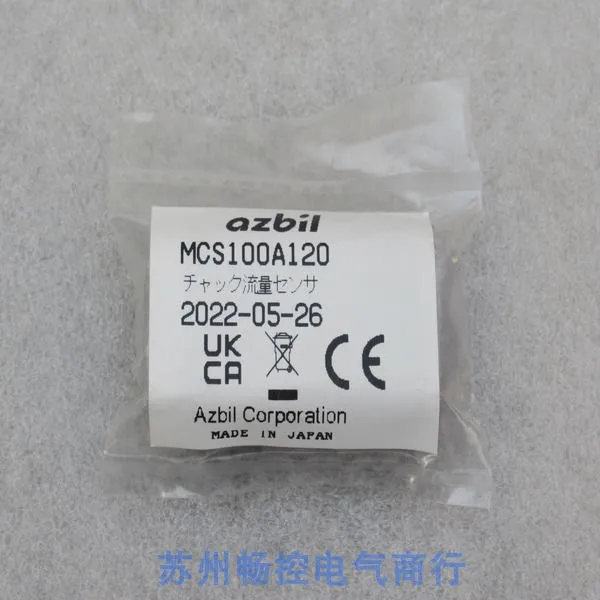 azbil
MCS100A120
チャック流量センサ
2022-05-26
UK
CA
CE
Azbil Corporation
MADE IN JAPAN
苏州畅控电气商行